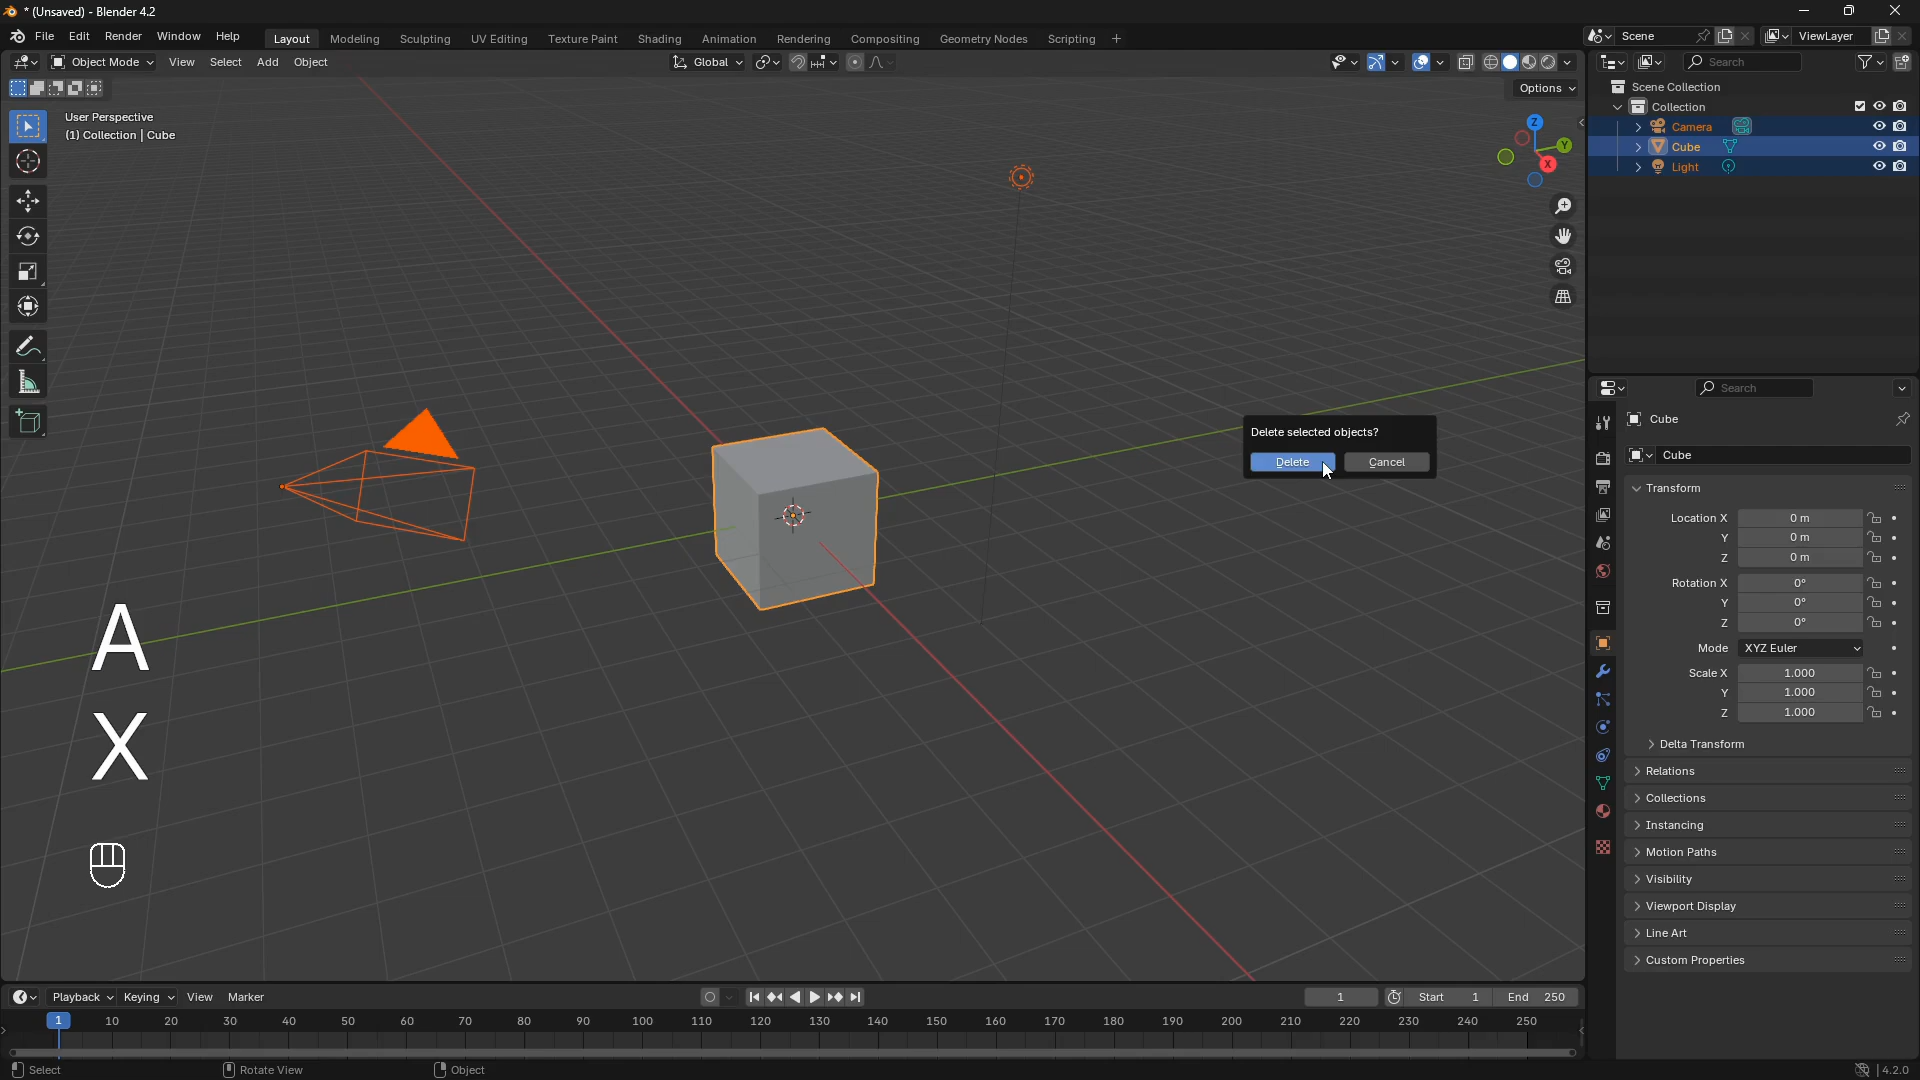 * (Unsaved) - Blender 4.2
File Edit Render Window Help Layout Modeling Sculpting UV Editing Texture Paint Shading Animation Rendering Compositing Geometry Nodes Scripting + Scene ViewLayer
Object Mode View Select Add Object Global Search
Options
User Perspective
(1) Collection | Cube
Z
Y
X
Scene Collection
Collection
Camera
Cube
Light
Search
Delete selected objects?
Delete Cancel
Cube
Cube
Transform
Location X 0 m
Y 0 m
Z 0 m
Rotation X 0°
Y 0°
Z 0°
Mode XYZ Euler
Scale X 1.000
Y 1.000
Z 1.000
Delta Transform
Relations
Collections
Instancing
Motion Paths
Visibility
Viewport Display
Line Art
Custom Properties
A
X
Playback Keying View Marker 1 Start 1 End 250
1 10 20 30 40 50 60 70 80 90 100 110 120 130 140 150 160 170 180 190 200 210 220 230 240 250
Select Rotate View Object 4.2.0